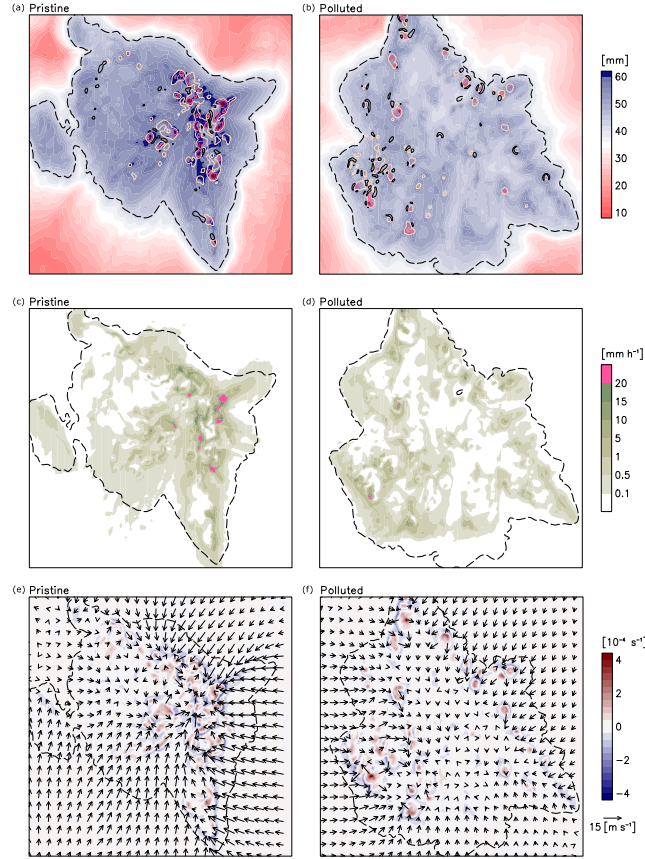 (a) Pristine
(b) Polluted
[mm]
60
50
40
30
20
10
(c) Pristine
(d) Polluted
[mm h⁻¹]
20
15
10
5
1
0.5
0.1
(e) Pristine
(f) Polluted
[10⁻⁴ s⁻¹]
4
2
0
−2
−4
15 [m s⁻¹]